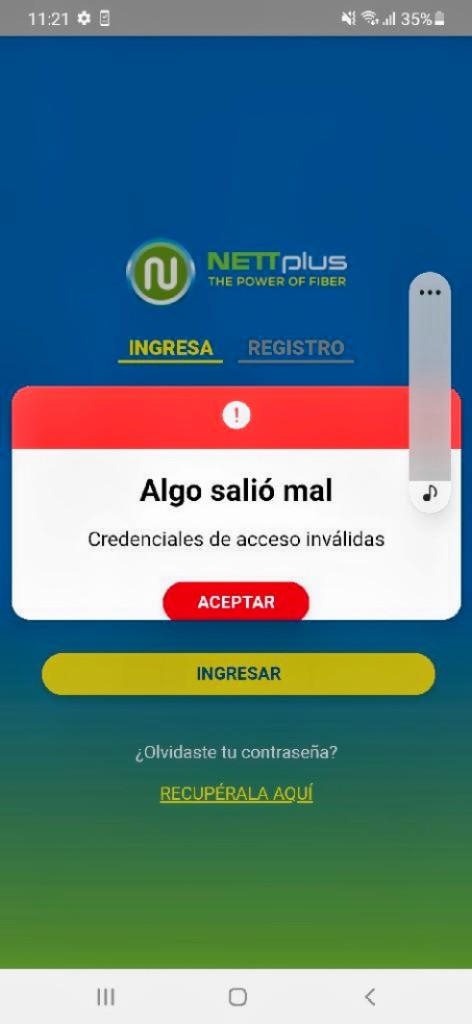 11:21
35%
NETTplus
THE POWER OF FIBER
INGRESA REGISTRO
Algo salió mal
Credenciales de acceso inválidas
ACEPTAR
INGRESAR
¿Olvidaste tu contraseña?
RECUPÉRALA AQUÍ